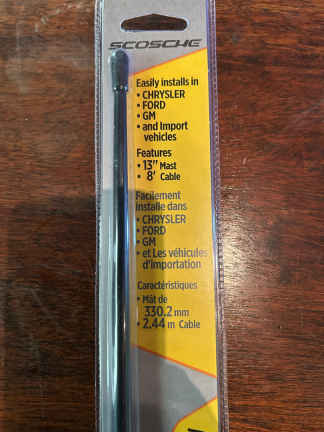 SCOSCHE
Easily installs in
• CHRYSLER
• FORD
• GM
• and Import
vehicles
Features
• 13" Mast
• 8' Cable
Facilement
installe dans
• CHRYSLER
• FORD
• GM
• et Les véhicules
d'importation
Caractéristiques
• Mât de
330.2 mm
• 2.44 m Cable